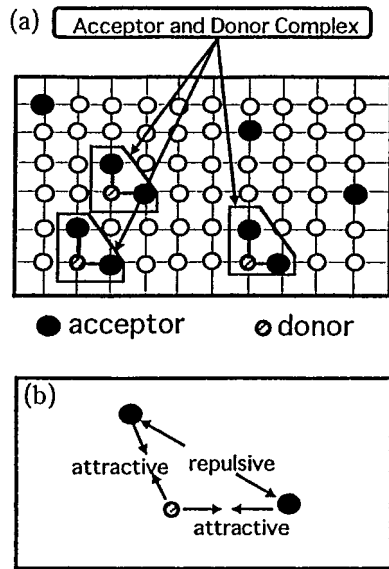 (a)
Acceptor and Donor Complex
acceptor
donor
(b)
attractive
repulsive
attractive